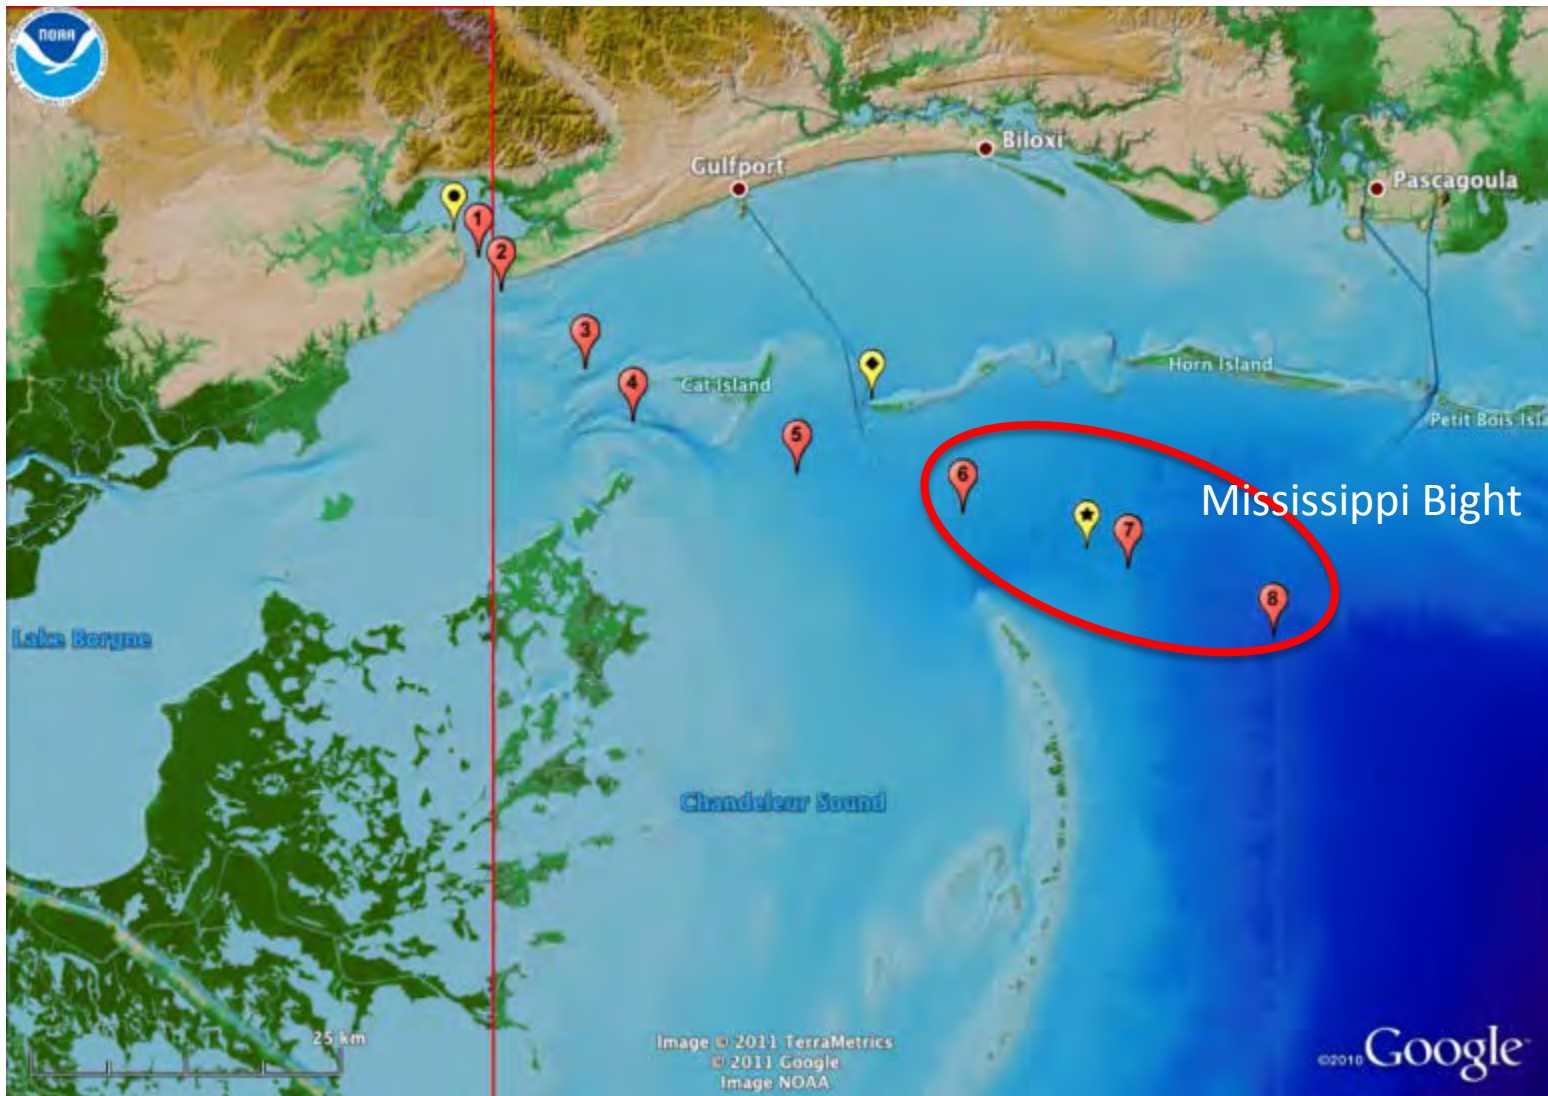 NOAA
Biloxi
Gulfport
Pascagoula
1
2
3
Horn Island
4
Cat Island
Petit Bois Isla
5
6
Mississippi Bight
7
8
Lake Borgne
Chandeleur Sound
25 km
Image © 2011 TerraMetrics
© 2011 Google
Image NOAA
©2010 Google